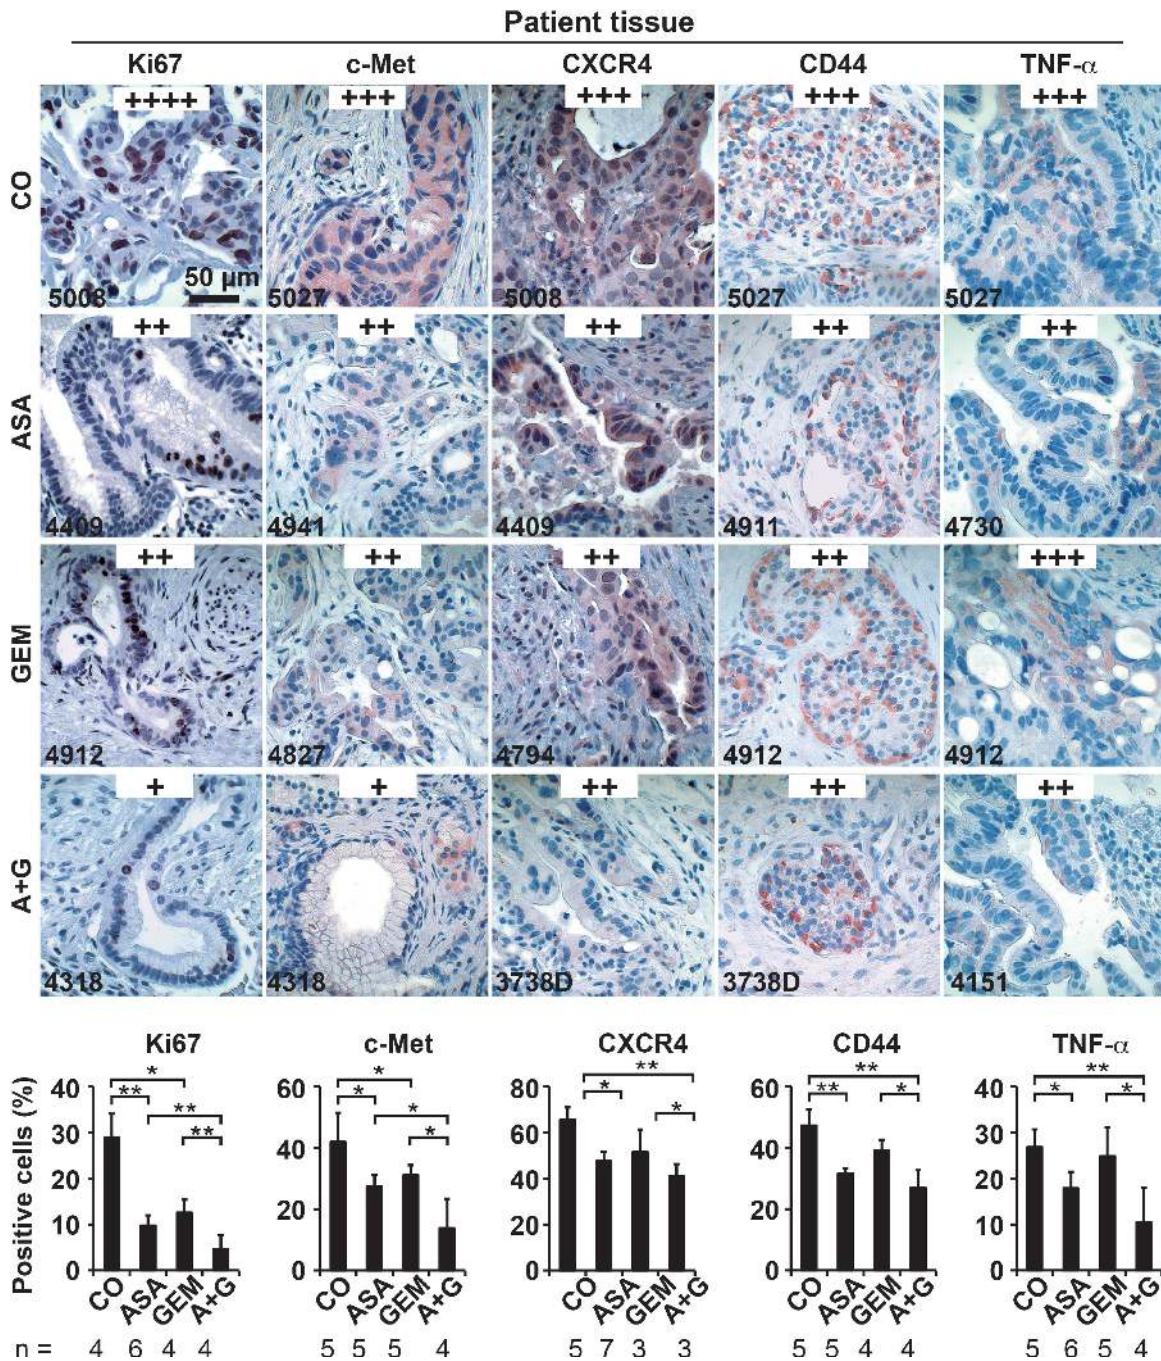 Patient tissue
Ki67 c-Met CXCR4 CD44 TNF-α
CO
++++ +++ +++ +++ +++
50 µm
5008 5027 5008 5027 5027
ASA
++ ++ ++ ++ ++
4409 4941 4409 4911 4730
GEM
++ ++ ++ ++ +++
4912 4827 4794 4912 4912
A+G
+ + ++ ++ ++
4318 4318 3738D 3738D 4151
Ki67 c-Met CXCR4 CD44 TNF-α
Positive cells (%)
40
30
20
10
0
* ** ** **
CO ASA GEM A+G
60
40
20
0
* * * *
CO ASA GEM A+G
80
60
40
20
0
** * *
CO ASA GEM A+G
60
40
20
0
** ** *
CO ASA GEM A+G
40
30
20
10
0
** * *
CO ASA GEM A+G
n = 4 6 4 4 5 5 5 4 5 7 3 3 5 5 4 4 5 6 5 4